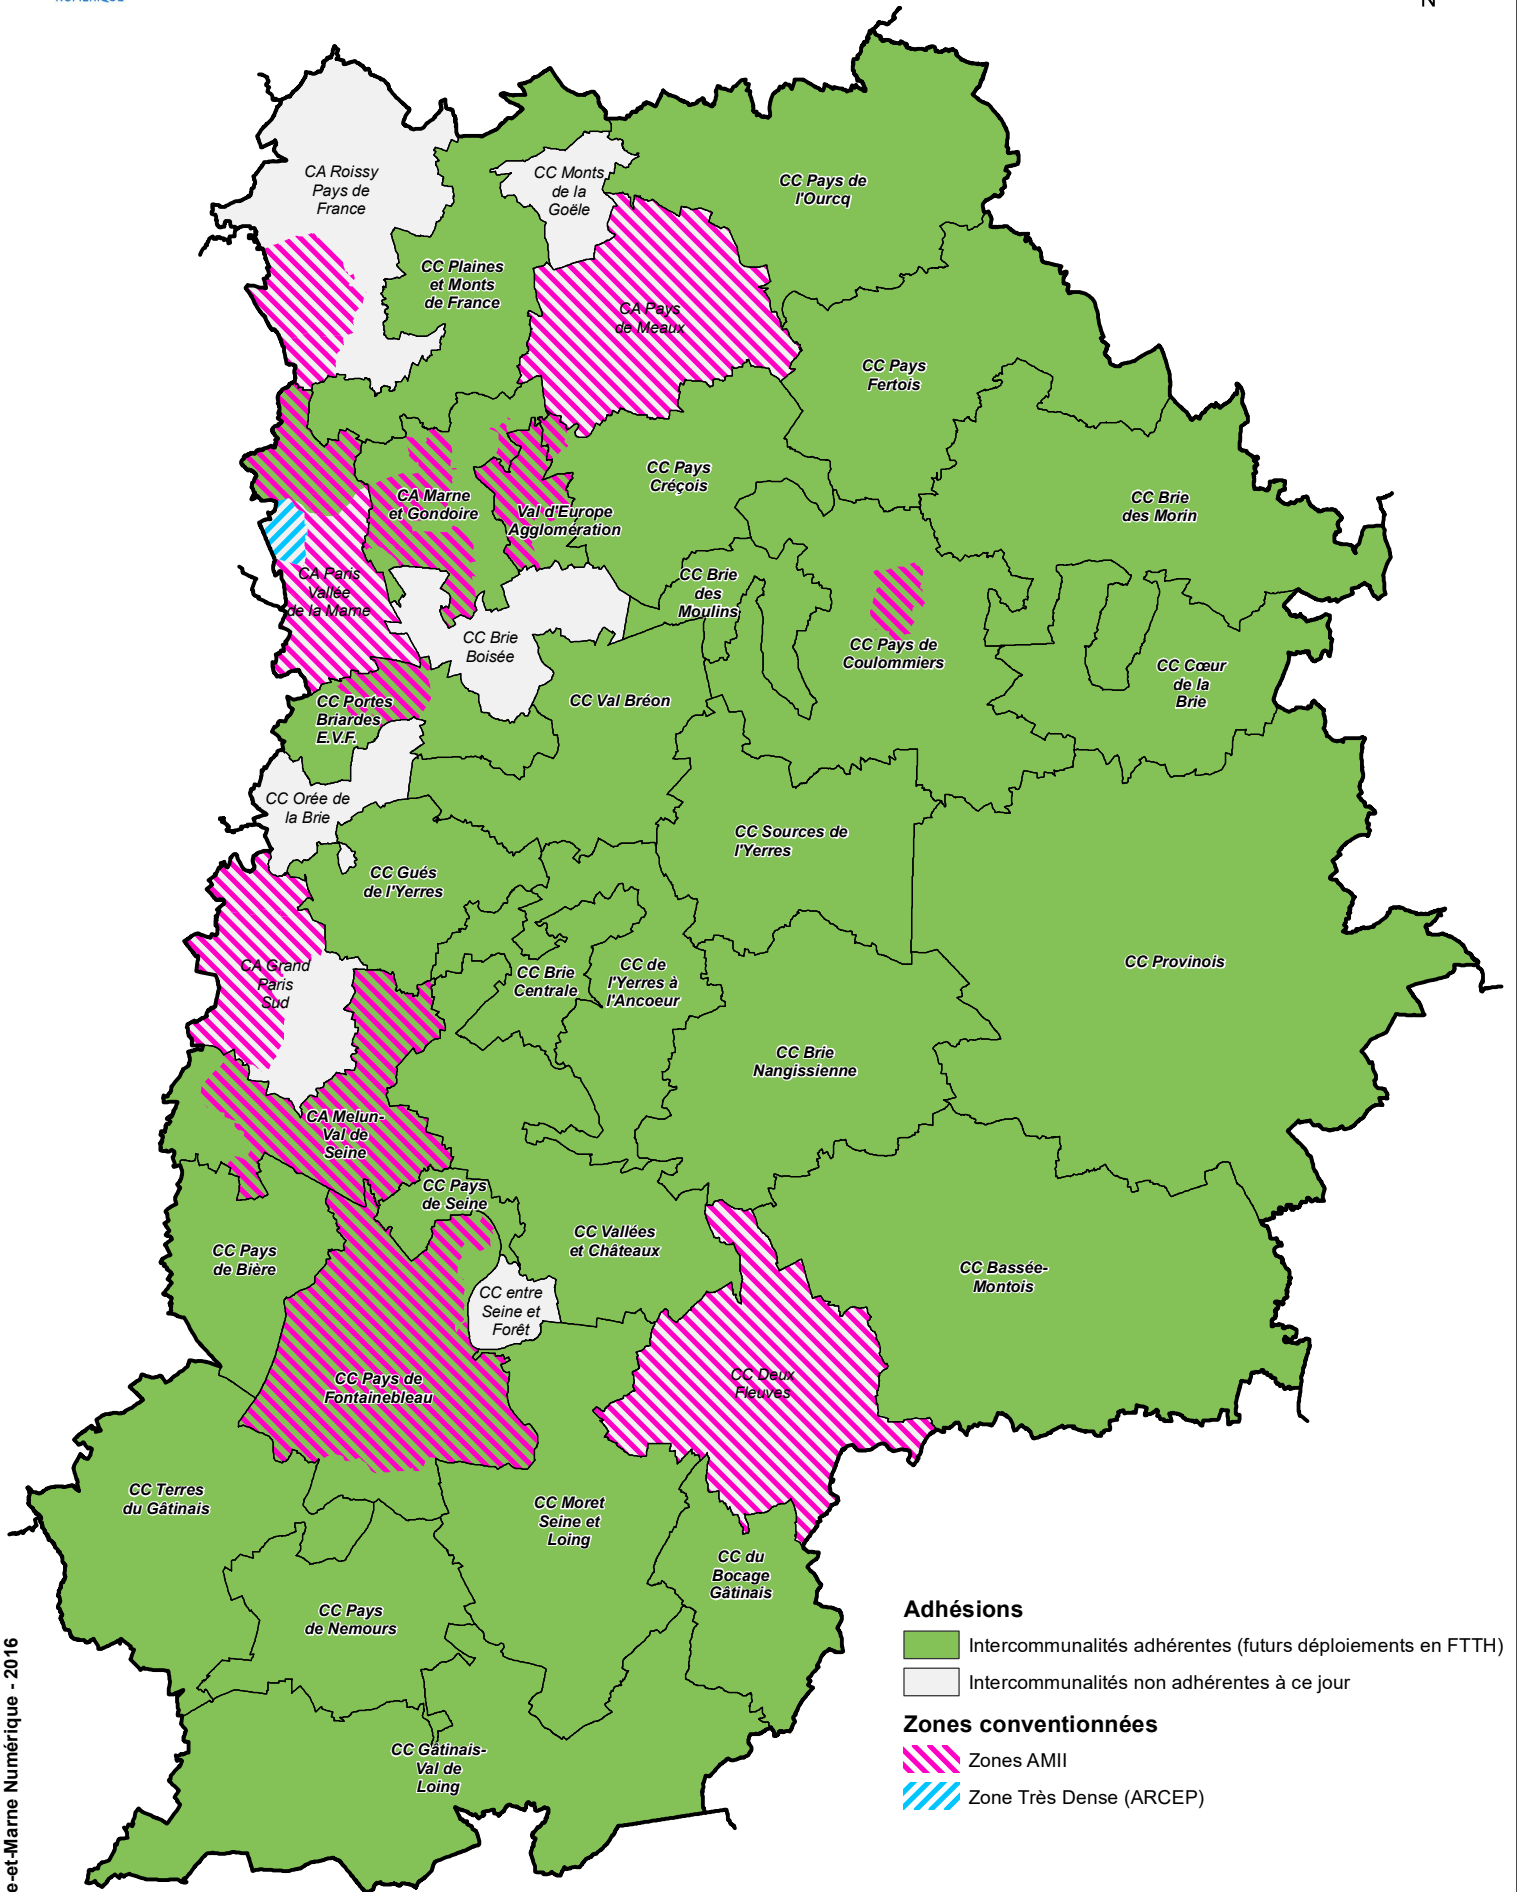 N
CA Roissy
Pays de
France
CC Monts
de la
Goële
CC Pays de
l'Ourcq
CC Plaines
et Monts
de France
CA Pays
de Meaux
CC Pays
Fertois
CC Pays
Créçois
CC Brie
des Morin
CA Marne
et Gondoire
Val d'Europe
Agglomération
CA Paris
Vallée
de la Marne
CC Brie
des
Moulins
CC Brie
Boisée
CC Pays de
Coulommiers
CC Cœur
de la
Brie
CC Portes
Briardes
E.V.F.
CC Val Bréon
CC Orée de
la Brie
CC Sources de
l'Yerres
CC Gués
de l'Yerres
CA Grand
Paris
Sud
CC Brie
Centrale
CC de
l'Yerres à
l'Ancoeur
CC Provinois
CC Brie
Nangissienne
CA Melun-
Val de
Seine
CC Pays
de Seine
CC Vallées
et Châteaux
CC Pays
de Bière
CC Bassée-
Montois
CC entre
Seine et
Forêt
CC Pays de
Fontainebleau
CC Deux
Fleuves
CC Terres
du Gâtinais
CC Moret
Seine et
Loing
CC du
Bocage
Gâtinais
CC Pays
de Nemours
CC Gâtinais-
Val de
Loing
Adhésions
Intercommunalités adhérentes (futurs déploiements en FTTH)
Intercommunalités non adhérentes à ce jour
Zones conventionnées
Zones AMII
Zone Très Dense (ARCEP)
e-et-Marne Numérique - 2016